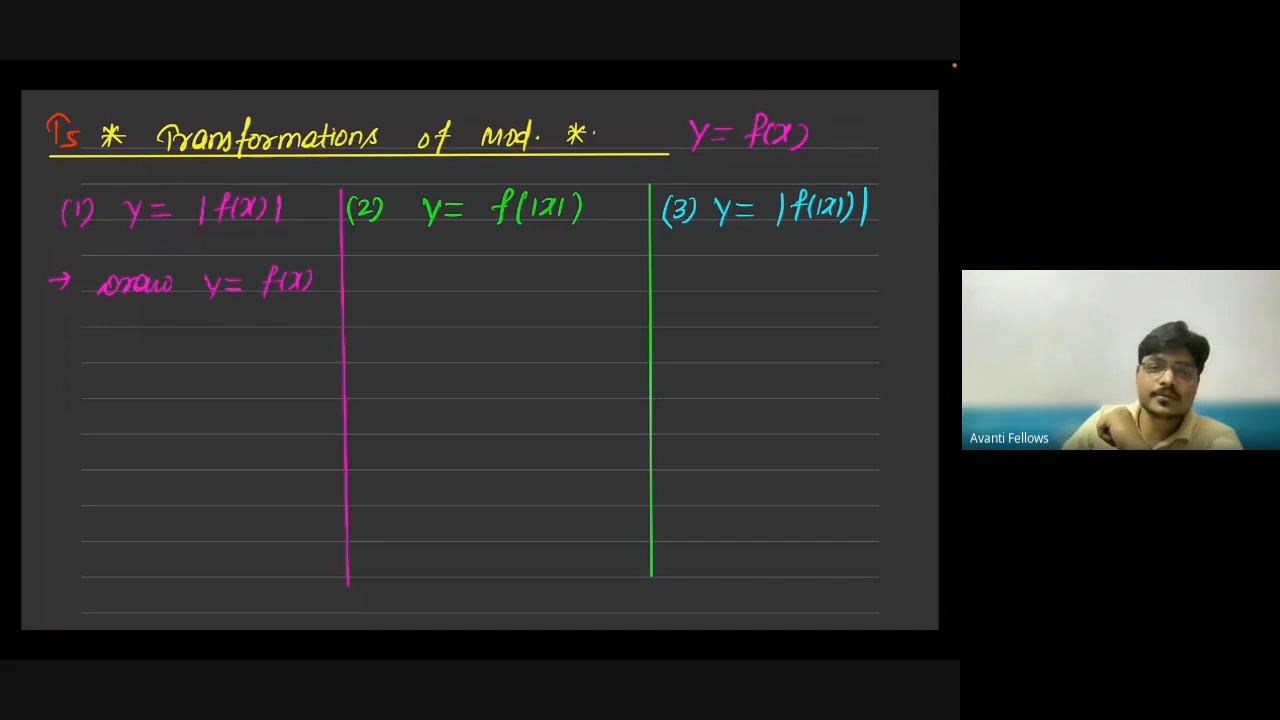 T5 * Transformations of Mod. * y = f(x)
(1) y = |f(x)|
→ Draw y = f(x)
(2) y = f(|x|)
(3) y = |f(|x|)|
Avanti Fellows